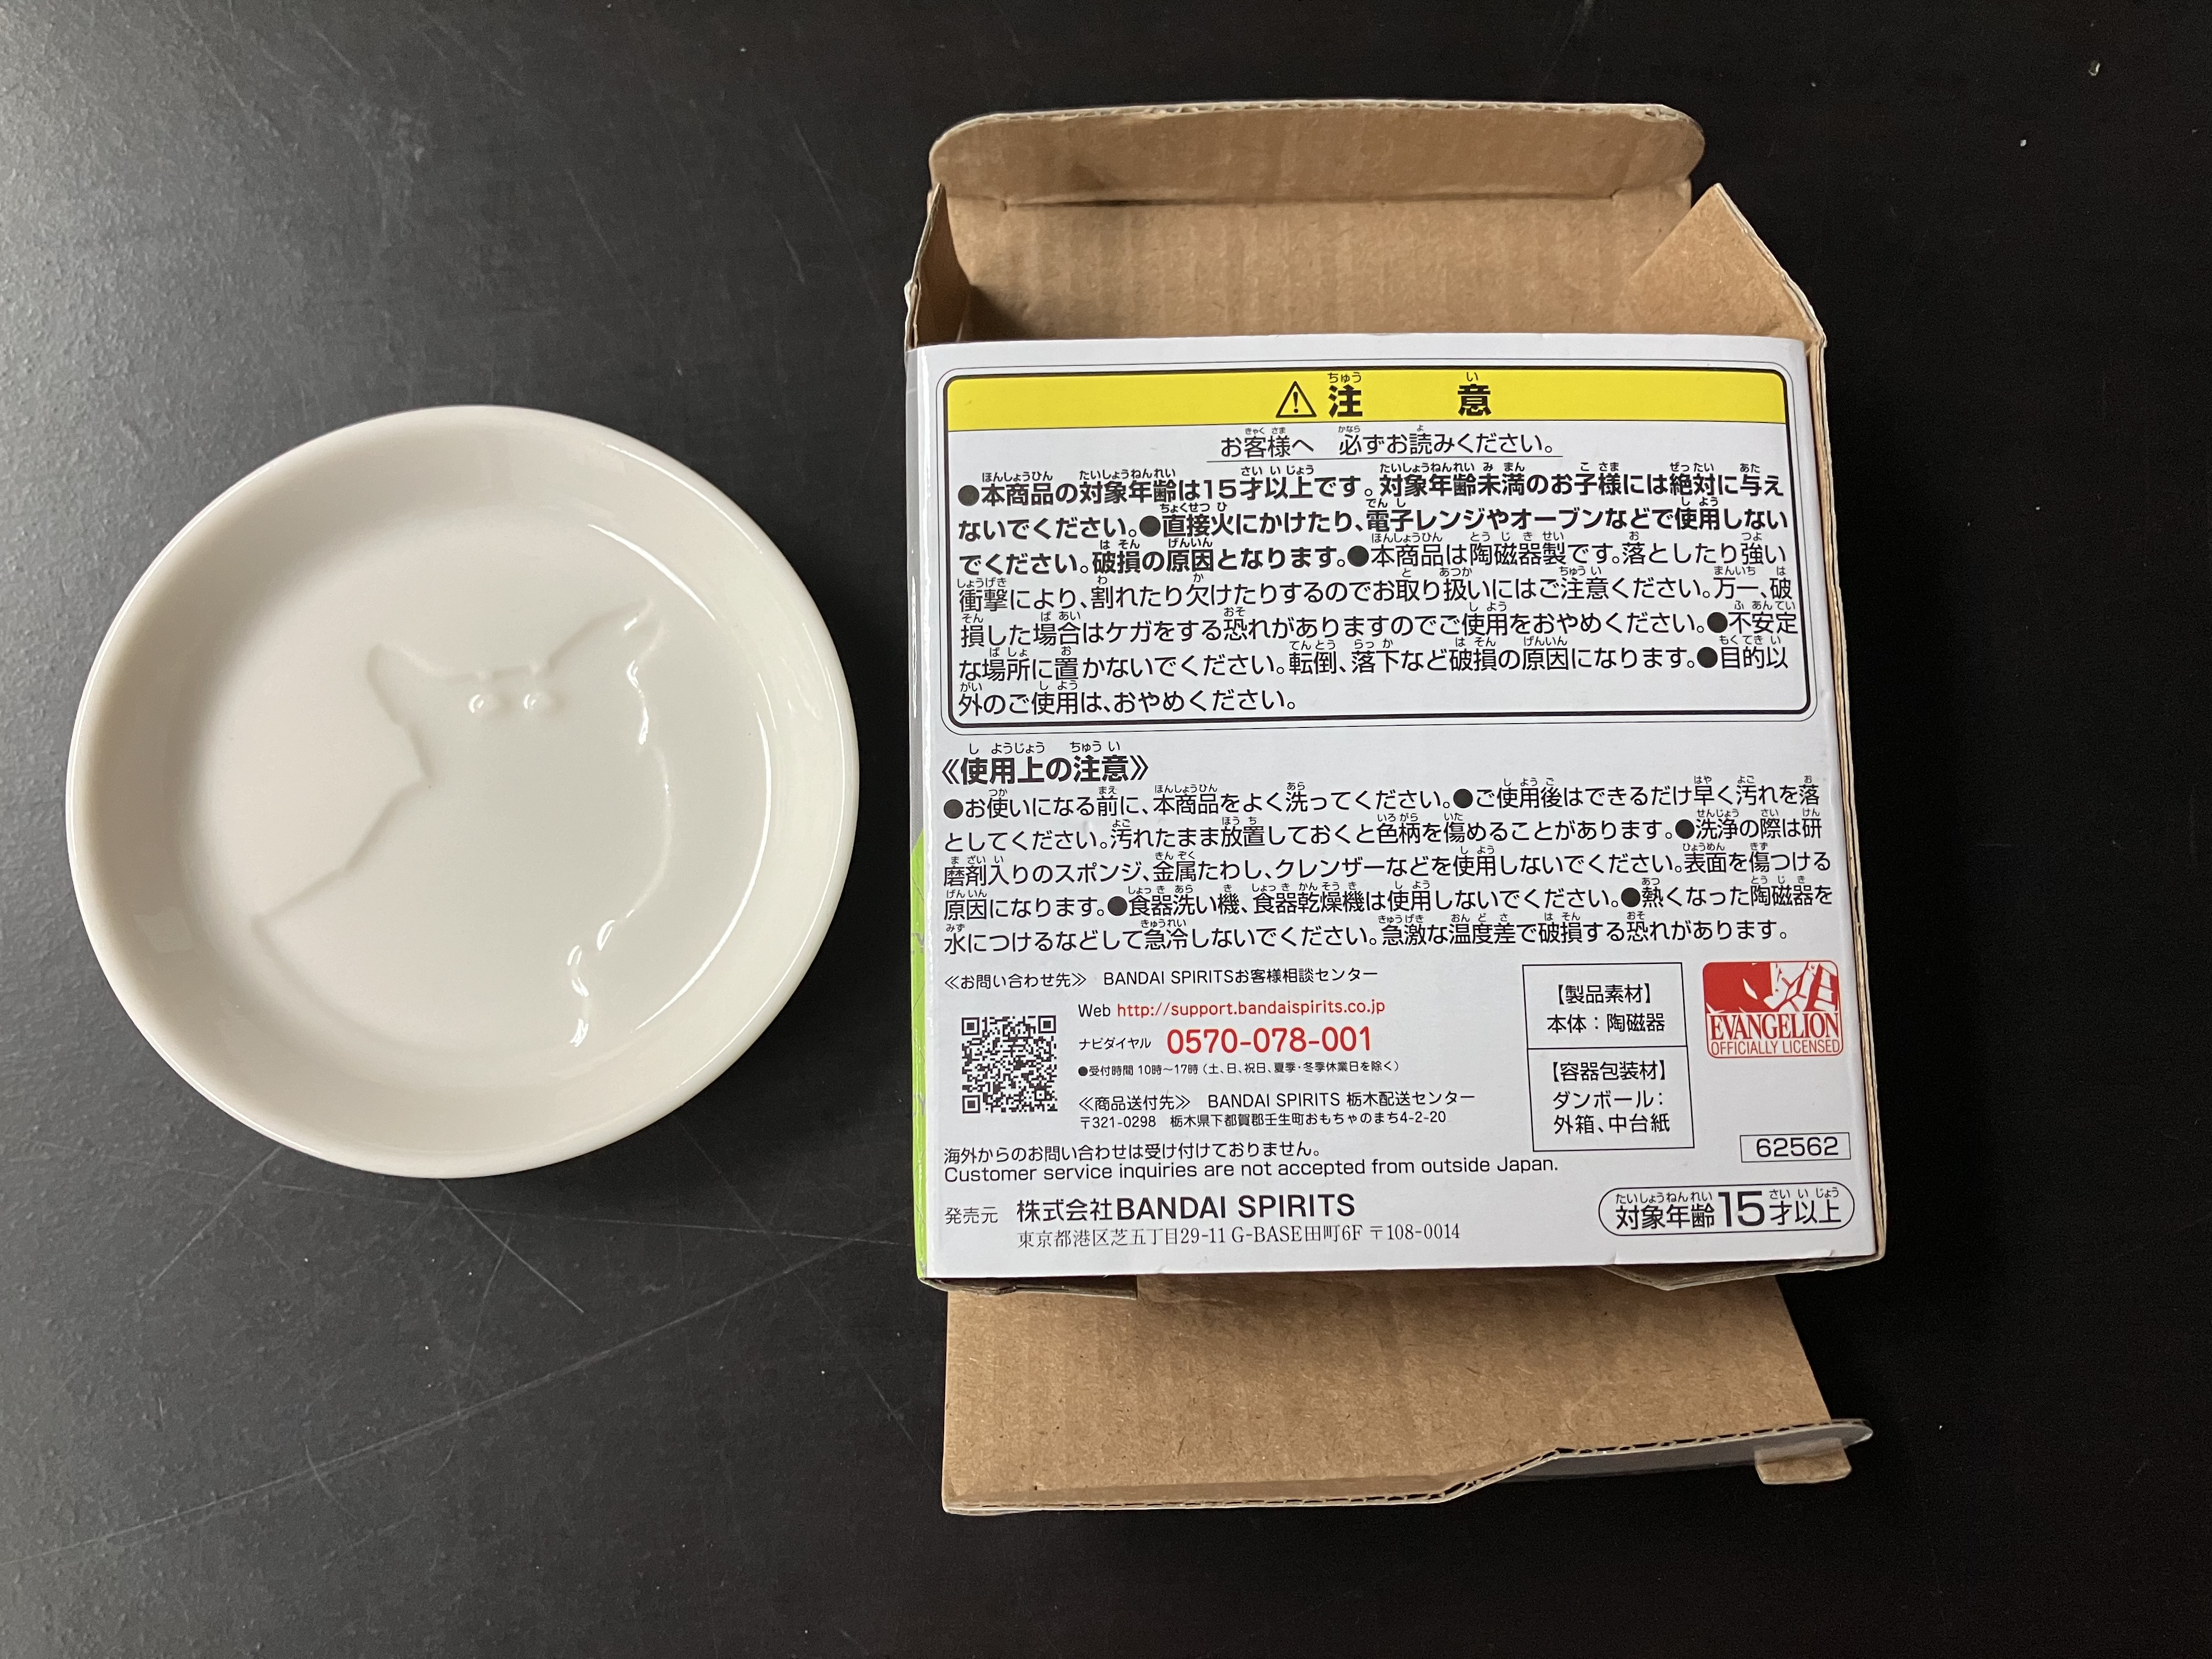 注意
お客様へ 必ずお読みください。
●本商品の対象年齢は15才以上です。対象年齢未満のお子様には絶対に与え
ないでください。●直接火にかけたり、電子レンジやオーブンなどで使用しない
でください。破損の原因となります。●本商品は陶磁器製です。落としたり強い
衝撃により、割れたり欠けたりするのでお取り扱いにはご注意ください。万一、破
損した場合はケガをする恐れがありますのでご使用をおやめください。●不安定
な場所に置かないでください。転倒、落下など破損の原因になります。●目的以
外のご使用は、おやめください。
《使用上の注意》
●お使いになる前に、本商品をよく洗ってください。●ご使用後はできるだけ早く汚れを落
としてください。汚れたまま放置しておくと色柄を傷めることがあります。●洗浄の際は研
磨剤入りのスポンジ、金属たわし、クレンザーなどを使用しないでください。表面を傷つける
原因になります。●食器洗い機、食器乾燥機は使用しないでください。●熱くなった陶磁器を
水につけるなどして急冷しないでください。急激な温度差で破損する恐れがあります。
≪お問い合わせ先≫ BANDAI SPIRITSお客様相談センター
Web http://support.bandaispirits.co.jp
ナビダイヤル 0570-078-001
●受付時間 10時〜17時（土、日、祝日、夏季・冬季休業日を除く）
≪商品送付先≫ BANDAI SPIRITS 栃木配送センター
〒321-0298 栃木県下都賀郡壬生町おもちゃのまち4-2-20
海外からのお問い合わせは受け付けておりません。
Customer service inquiries are not accepted from outside Japan.
発売元 株式会社BANDAI SPIRITS
東京都港区芝五丁目29-11 G-BASE田町6F 〒108-0014
【製品素材】
本体：陶磁器
【容器包装材】
ダンボール：
外箱、中台紙
EVANGELION
OFFICIALLY LICENSED
62562
対象年齢15才以上